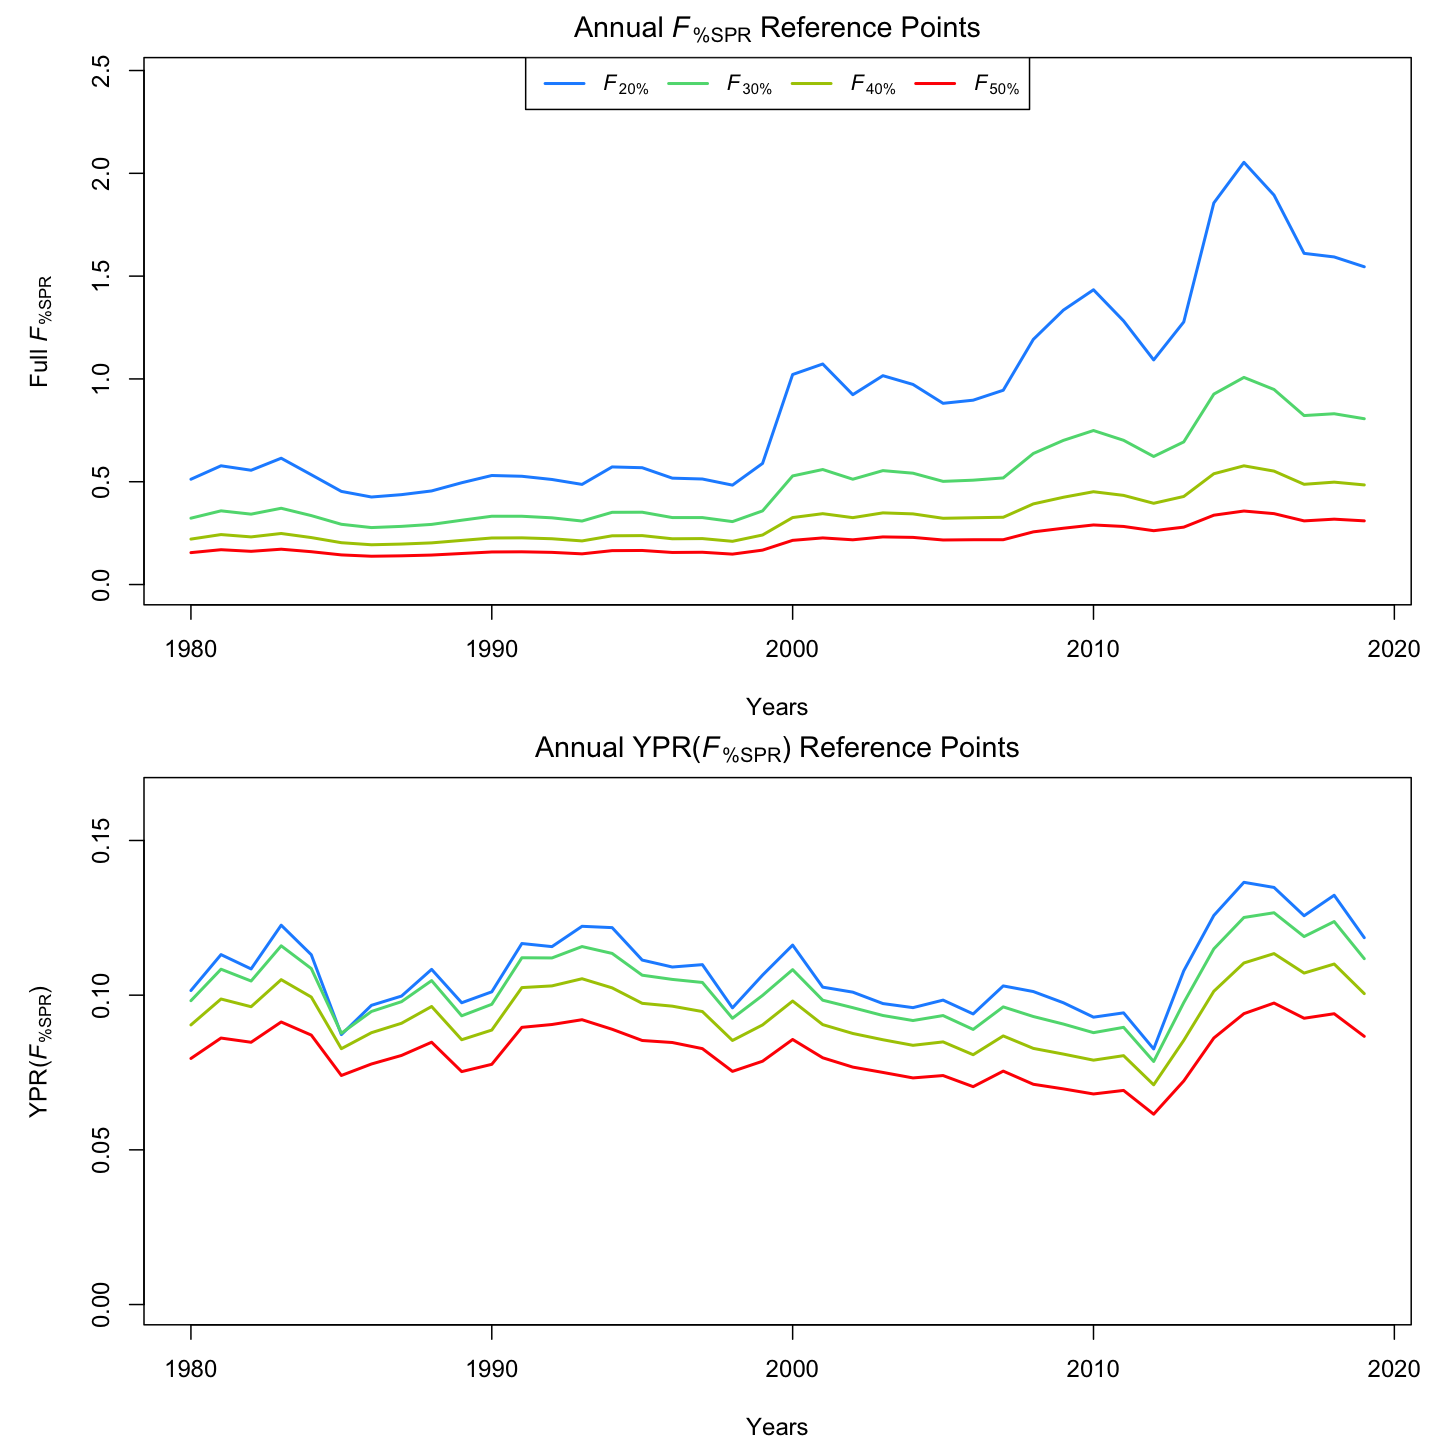 Annual F%SPR Reference Points
F20% F30% F40% F50%
Full F%SPR
2.5
2.0
1.5
1.0
0.5
0.0
1980 1990 2000 2010 2020
Years
Annual YPR(F%SPR) Reference Points
YPR(F%SPR)
0.15
0.10
0.05
0.00
1980 1990 2000 2010 2020
Years